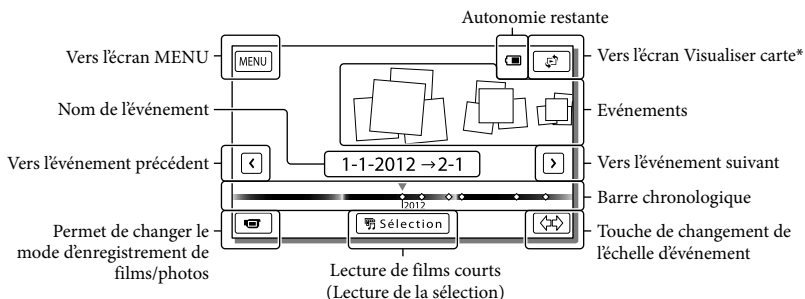 Autonomie restante
Vers l'écran MENU
MENU
Vers l'écran Visualiser carte*
Nom de l'événement
Evénements
Vers l'événement précédent
1-1-2012 →2-1
Vers l'événement suivant
2012
Barre chronologique
Permet de changer le
mode d'enregistrement de
films/photos
Sélection
Touche de changement de
l'échelle d'événement
Lecture de films courts
(Lecture de la sélection)